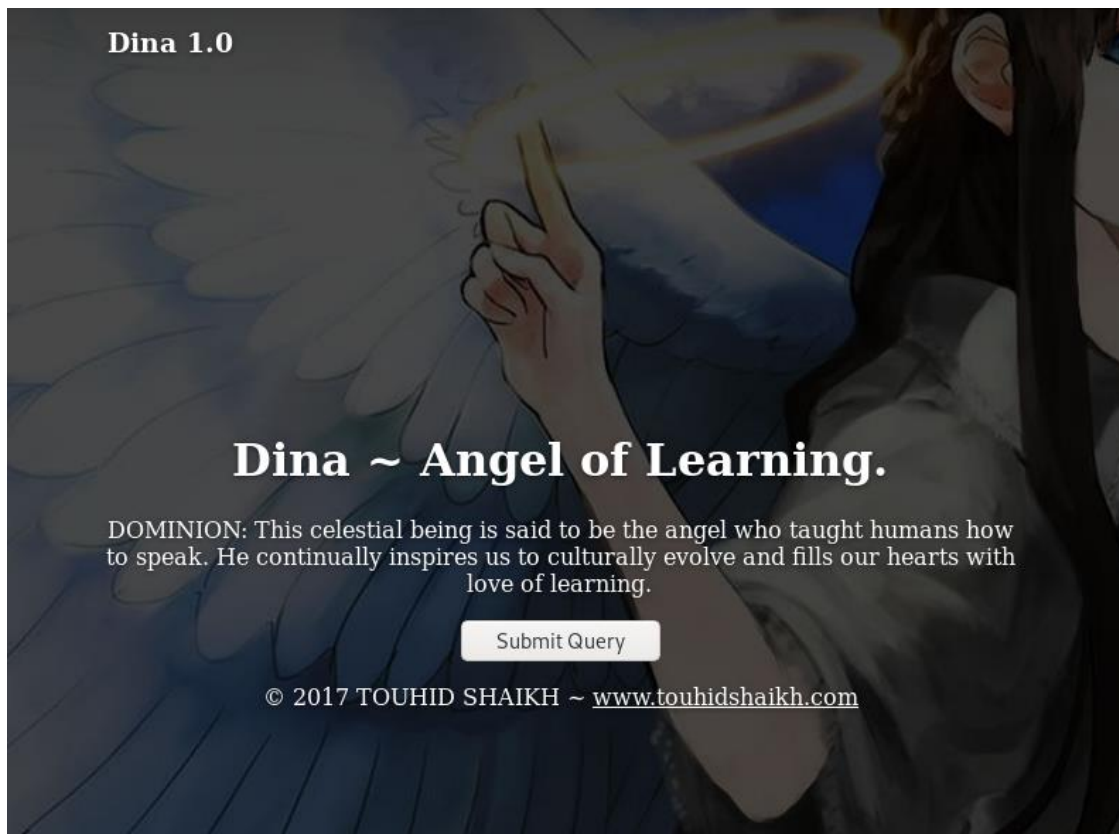 Dina 1.0
Dina ~ Angel of Learning.
DOMINION: This celestial being is said to be the angel who taught humans how
to speak. He continually inspires us to culturally evolve and fills our hearts with
love of learning.
Submit Query
© 2017 TOUHID SHAIKH ~ www.touhidshaikh.com